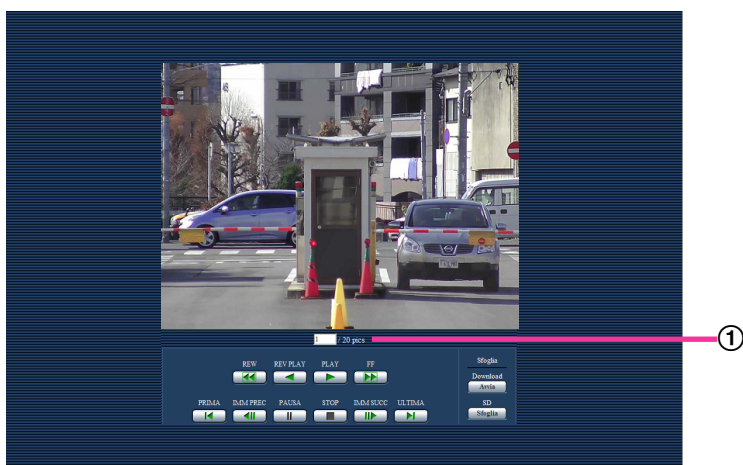 1 / 20 pics
①
REW REV PLAY PLAY FF
PRIMA IMM PREC PAUSA STOP IMM SUCC ULTIMA
Sfoglia
Download
Avvia
SD
Sfoglia